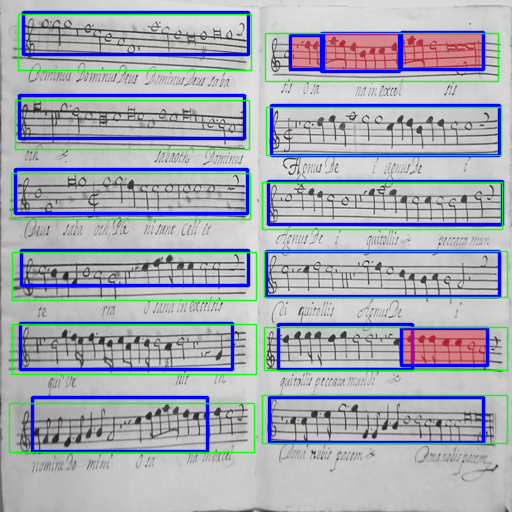 Dominus Dominus Deus Dominus Deus saba
oth sabaoth Dominus
Deus saba oth Ple ni sunt celi et
te rra O sana in excelsis
qui ve nis in
nomine Do mini O sa na in excel
sis O sa na in excel sis
Agnus De i agnus De i
Agnus De i qui tollis peccata mun
Di qui tollis Agnus De i
qui tollis peccata mundi
Dona nobis pacem Dona nobis pacem